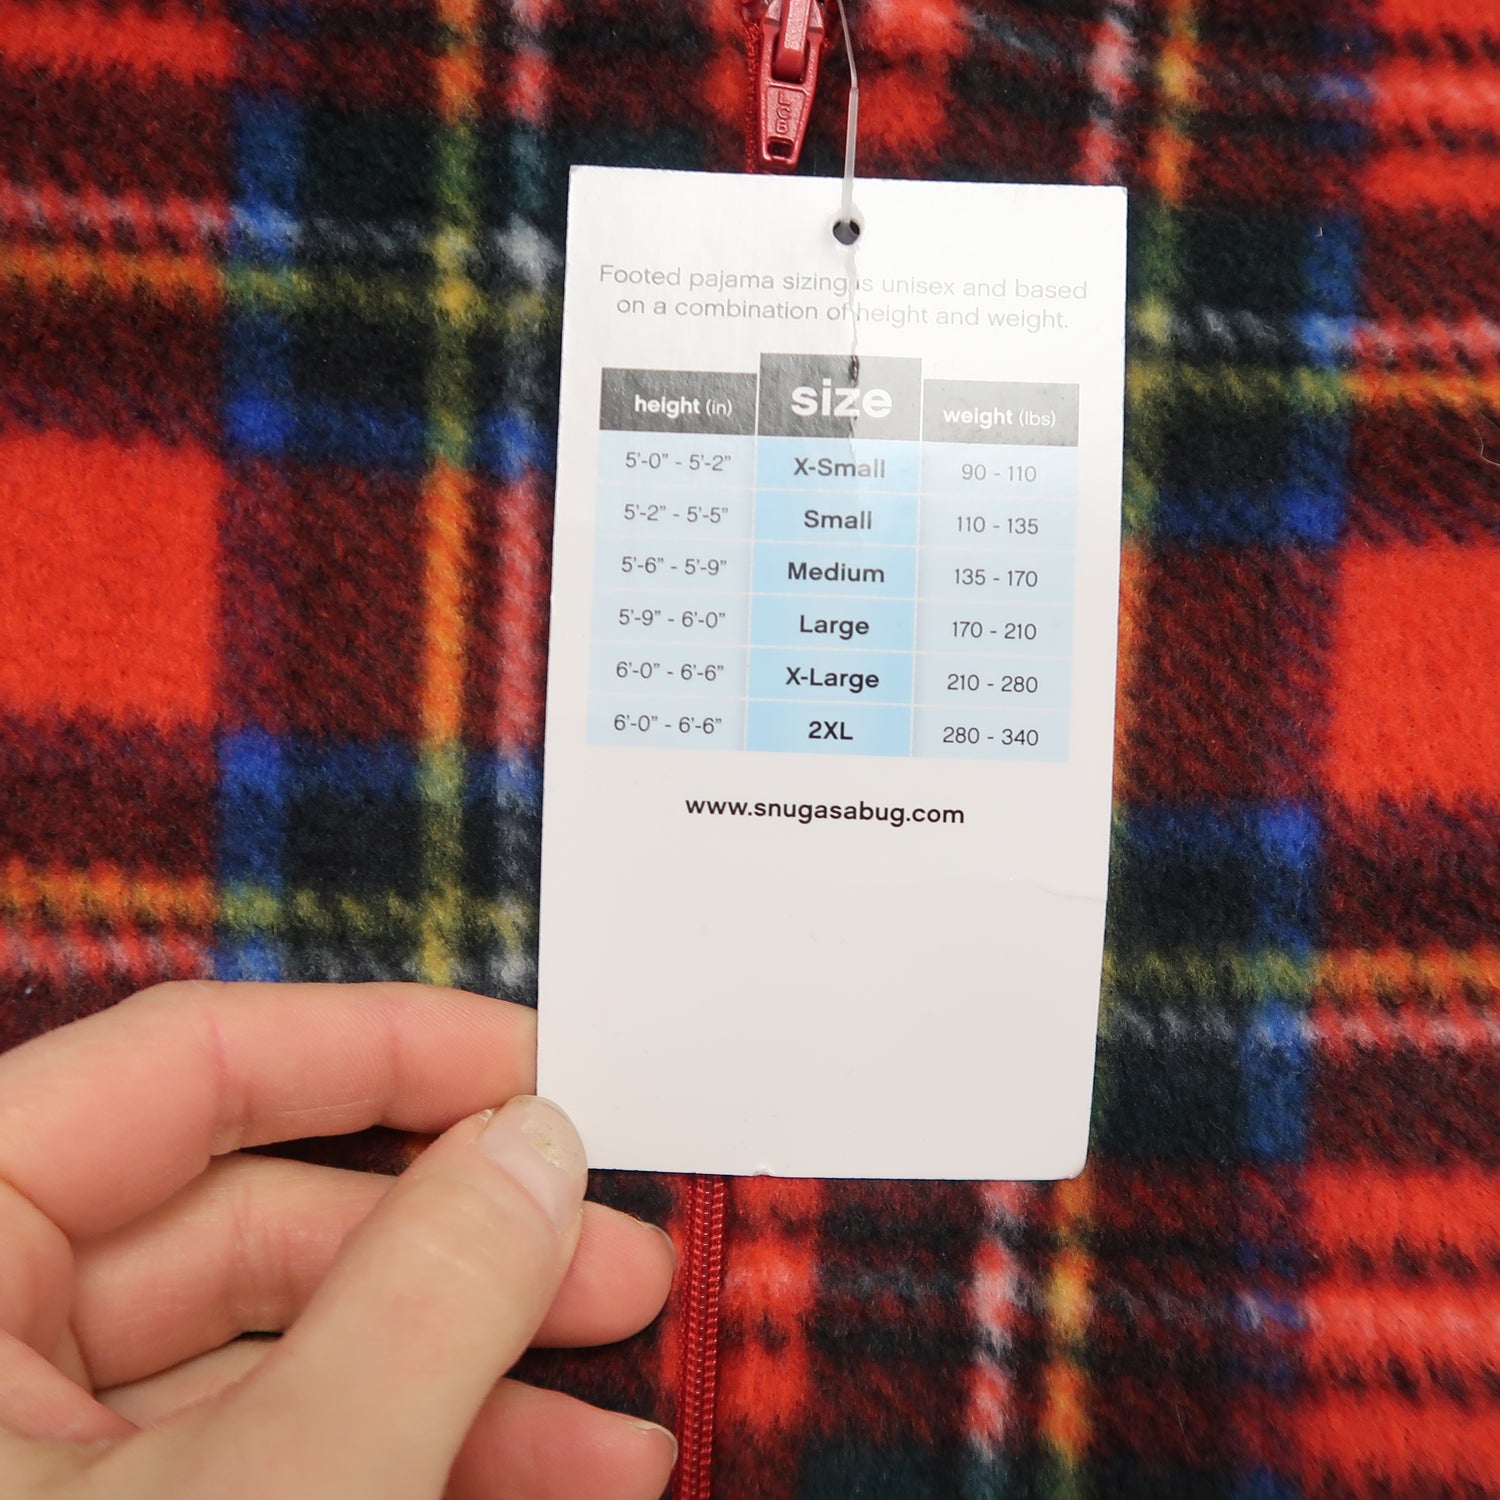 Footed pajama sizing is unisex and based
on a combination of height and weight.
height (in) size weight (lbs)
5'-0" - 5'-2" X-Small 90 - 110
5'-2" - 5'-5" Small 110 - 135
5'-6" - 5'-9" Medium 135 - 170
5'-9" - 6'-0" Large 170 - 210
6'-0" - 6'-6" X-Large 210 - 280
6'-0" - 6'-6" 2XL 280 - 340
www.snugasabug.com